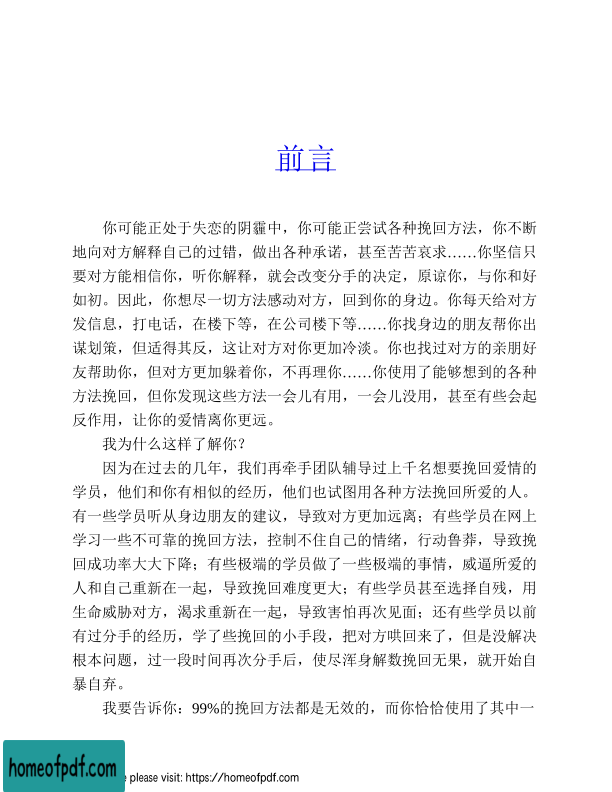 前言
你可能正处于失恋的阴霾中，你可能正尝试各种挽回方法，你不断
地向对方解释自己的过错，做出各种承诺，甚至苦苦哀求……你坚信只
要对方能相信你，听你解释，就会改变分手的决定，原谅你，与你和好
如初。因此，你想尽一切方法感动对方，回到你的身边。你每天给对方
发信息，打电话，在楼下等，在公司楼下等……你找身边的朋友帮你出
谋划策，但适得其反，这让对方对你更加冷淡。你也找过对方的亲朋好
友帮助你，但对方更加躲着你，不再理你……你使用了能够想到的各种
方法挽回，但你发现这些方法一会儿有用，一会儿没用，甚至有些会起
反作用，让你的爱情离你更远。
我为什么这样了解你？
因为在过去的几年，我们再牵手团队辅导过上千名想要挽回爱情的
学员，他们和你有相似的经历，他们也试图用各种方法挽回所爱的人。
有一些学员听从身边朋友的建议，导致对方更加远离；有些学员在网上
学习一些不可靠的挽回方法，控制不住自己的情绪，行动鲁莽，导致挽
回成功率大大下降；有些极端的学员做了一些极端的事情，威逼所爱的
人和自己重新在一起，导致挽回难度更大；有些学员甚至选择自残，用
生命威胁对方，渴求重新在一起，导致害怕再次见面；还有些学员以前
有过分手的经历，学了些挽回的小手段，把对方哄回来了，但是没解决
根本问题，过一段时间再次分手后，使尽浑身解数挽回无果，就开始自
暴自弃。
我要告诉你：99%的挽回方法都是无效的，而你恰恰使用了其中一
homeofpdf.com
e please visit: https://homeofpdf.com